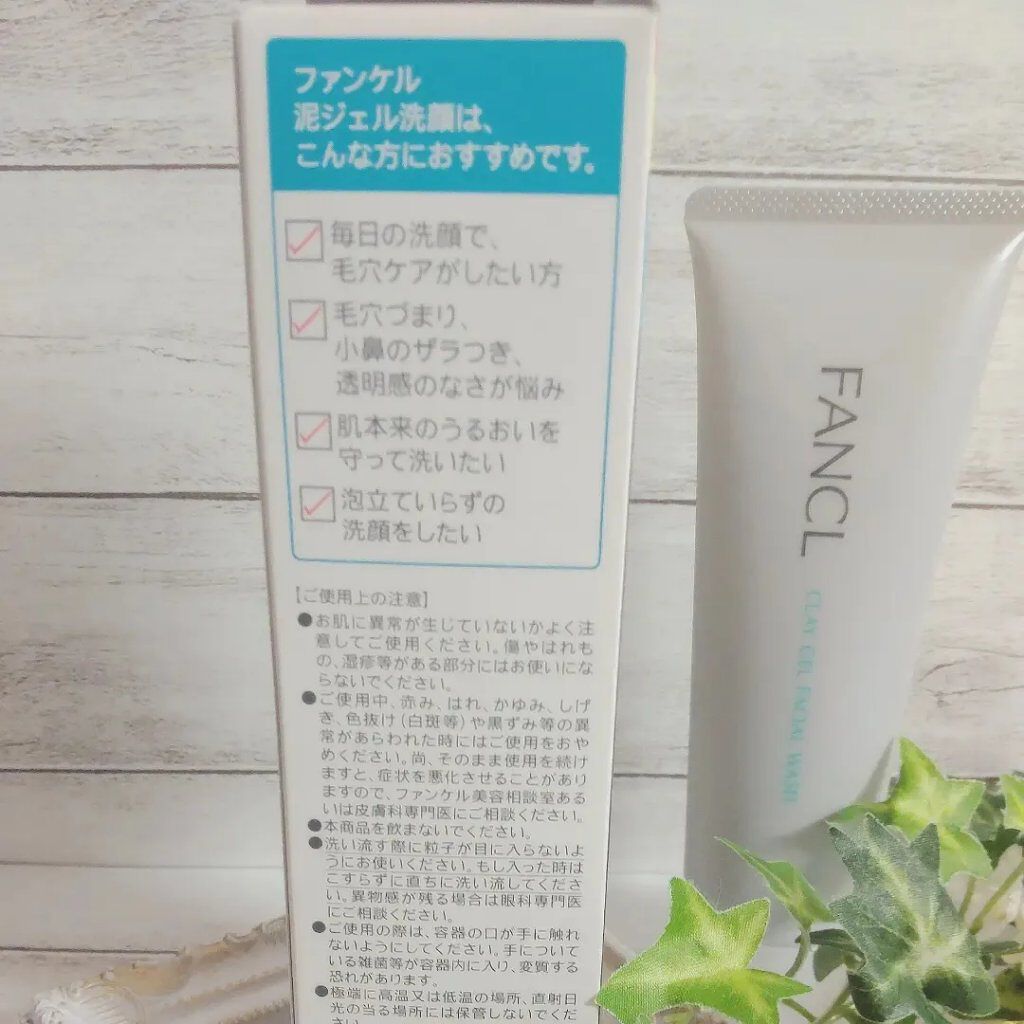 ファンケル
泥ジェル洗顔は、
こんな方におすすめです。
毎日の洗顔で、
毛穴ケアがしたい方
毛穴づまり、
小鼻のザラつき、
透明感のなさが悩み
肌本来のうるおいを
守って洗いたい
泡立ていらずの
洗顔をしたい
【ご使用上の注意】
●お肌に異常が生じていないかよく注
意してご使用ください。傷やはれも
の、湿疹等がある部分にはお使いにな
らないでください。
●ご使用中、赤み、はれ、かゆみ、しげ
き、色抜け(白斑等)や黒ずみ等の異
常があらわれた時にはご使用をおや
めください。尚、そのまま使用を続け
ますと、症状を悪化させることがあり
ますので、ファンケル美容相談室ある
いは皮膚科専門医にご相談ください。
●本商品を飲まないでください。
●洗い流す際に粒子が目に入らないよ
うにお使いください。もし入った時は
こすらずに直ちに洗い流してくださ
い。異物感が残る場合は眼科専門医
にご相談ください。
●ご使用の際は、容器の口が手に触れ
ないようにしてください。手について
いる雑菌等が容器内に入り、変質する
恐れがあります。
●極端に高温又は低温の場所、直射日
光の当る場所には保管しないでくだ
さい。
FANCL
CLAY GEL FACIAL WASH